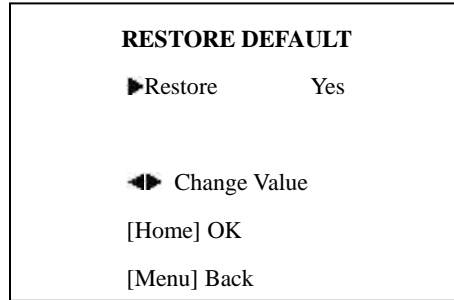 RESTORE DEFAULT
▶Restore Yes
◀▶ Change Value
[Home] OK
[Menu] Back